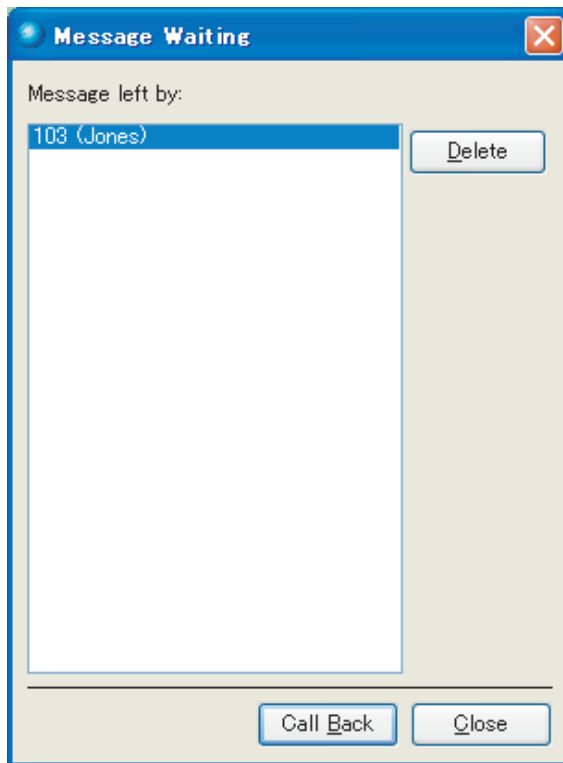 Message Waiting
Message left by:
103 (Jones)
Delete
Call Back
Close